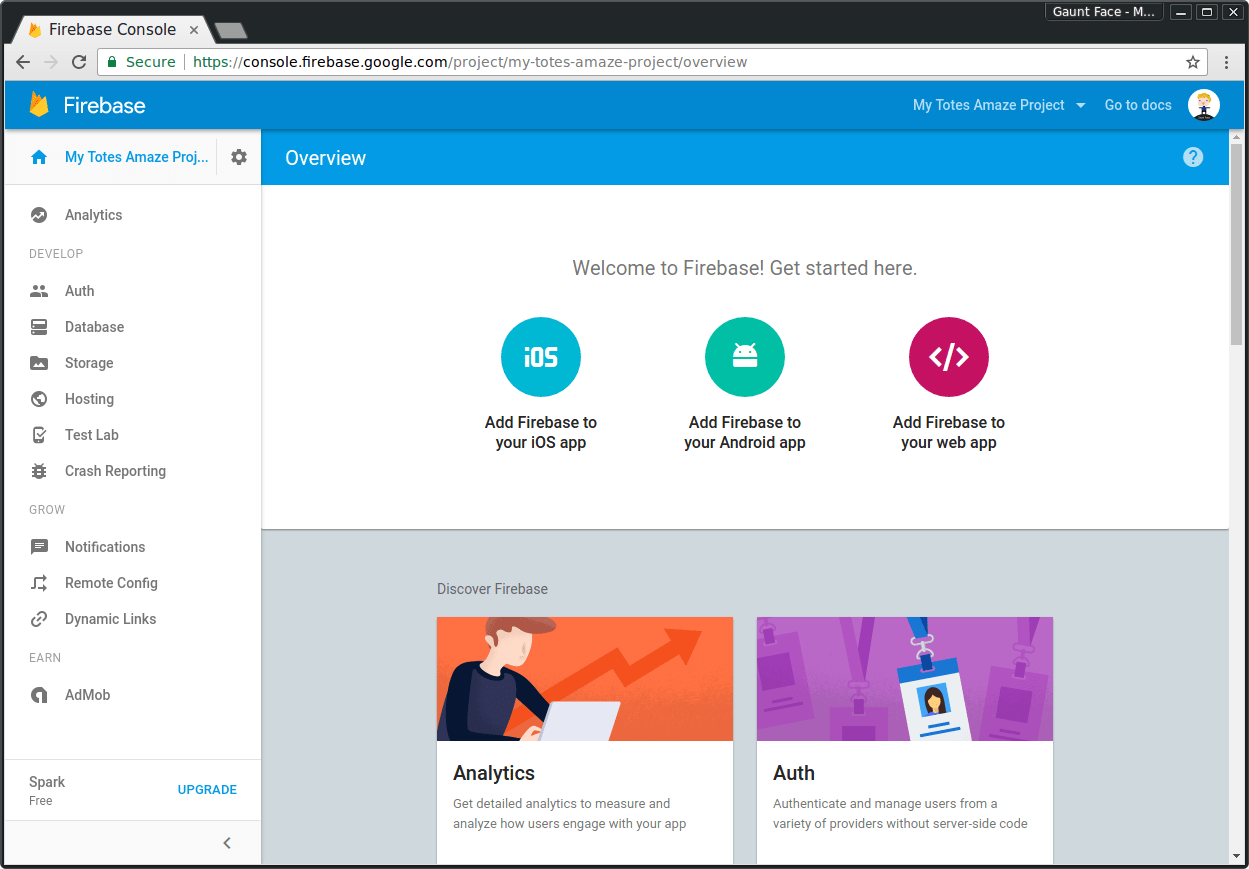 Gaunt Face - M...
Firebase Console
Secure
https://console.firebase.google.com/project/my-totes-amaze-project/overview
Firebase
My Totes Amaze Project
Go to docs
My Totes Amaze Proj...
Overview
?
Analytics
DEVELOP
Auth
Database
Storage
Hosting
Test Lab
Crash Reporting
GROW
Notifications
Remote Config
Dynamic Links
EARN
AdMob
Spark
Free
UPGRADE
Welcome to Firebase! Get started here.
iOS
</>
Add Firebase to
your iOS app
Add Firebase to
your Android app
Add Firebase to
your web app
Discover Firebase
Analytics
Get detailed analytics to measure and
analyze how users engage with your app
Auth
Authenticate and manage users from a
variety of providers without server-side code